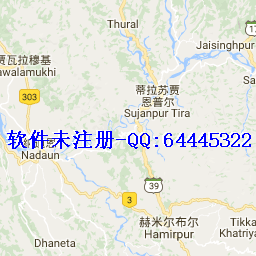 Thural
Jaisinghpur
贾瓦拉穆基
awalamukhi
蒂拉苏贾
恩普尔
Sujanpur Tira
303
软件未注册-QQ:64445322
Nadaun
39
3
赫米尔布尔
Hamirpur
Tikka
Khatriya
Dhaneta